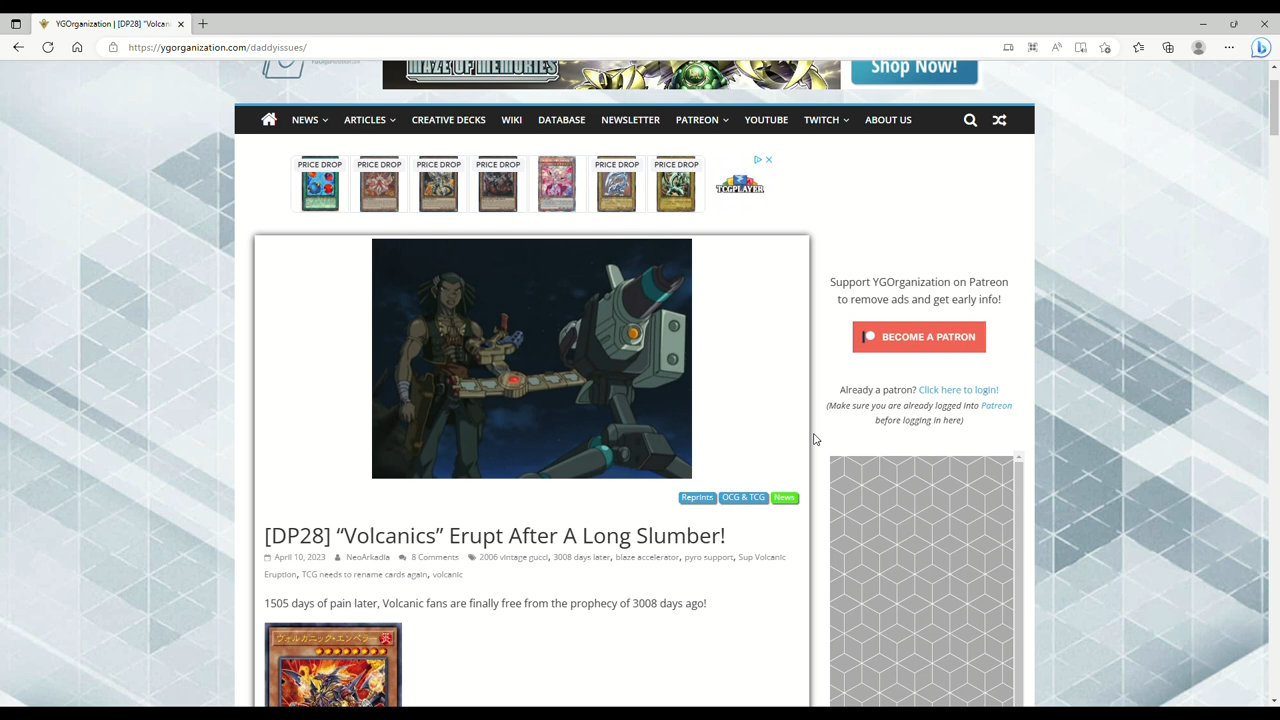 YGOrganization | [DP28] “Volcan
https://ygorganization.com/daddyissues/
MAZE OF MEMORIES
Shop Now!
NEWS ARTICLES CREATIVE DECKS WIKI DATABASE NEWSLETTER PATREON YOUTUBE TWITCH ABOUT US
PRICE DROP PRICE DROP PRICE DROP PRICE DROP PRICE DROP PRICE DROP
TCGPLAYER
Support YGOrganization on Patreon
to remove ads and get early info!
BECOME A PATRON
Already a patron? Click here to login!
(Make sure you are already logged into Patreon
before logging in here)
Reprints OCG & TCG News
[DP28] “Volcanics” Erupt After A Long Slumber!
April 10, 2023 NeoArkadia 8 Comments 2006 vintage gucci, 3008 days later, blaze accelerator, pyro support, Sup Volcanic
Eruption, TCG needs to rename cards again, volcanic
1505 days of pain later, Volcanic fans are finally free from the prophecy of 3008 days ago!
ヴォルカニック・エンペラー
炎